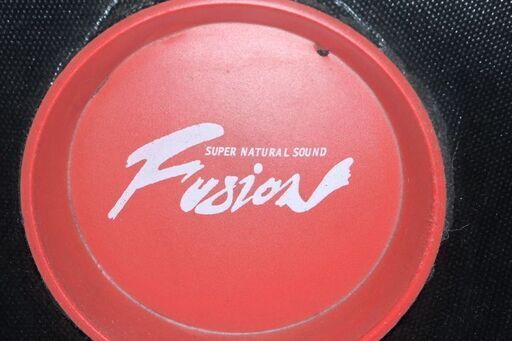 SUPER NATURAL SOUND
Fusion